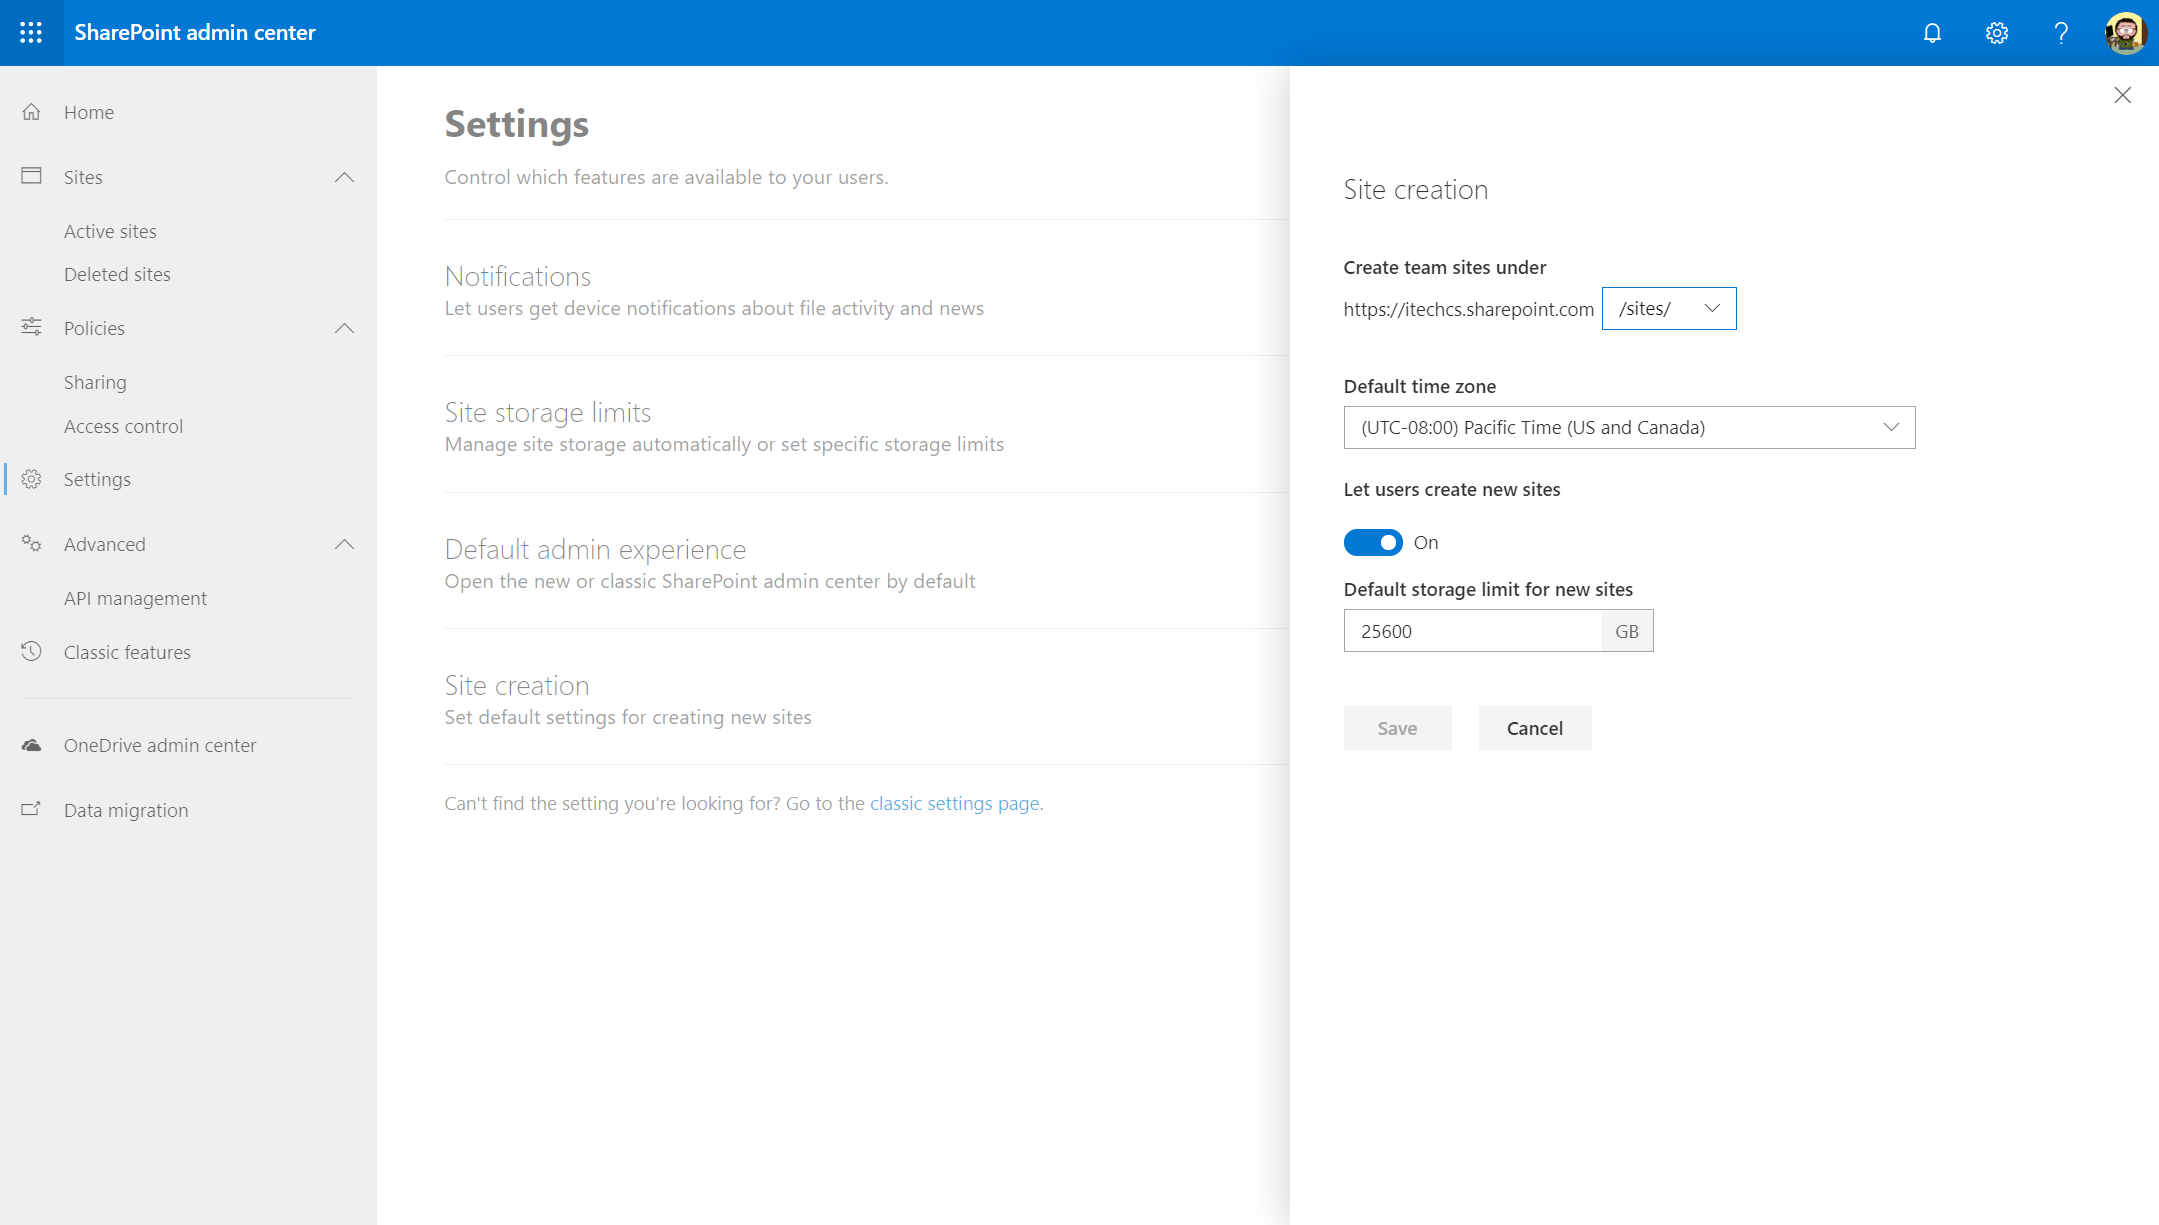 SharePoint admin center
Home
Sites
Active sites
Deleted sites
Policies
Sharing
Access control
Settings
Advanced
API management
Classic features
OneDrive admin center
Data migration
Settings
Control which features are available to your users.
Notifications
Let users get device notifications about file activity and news
Site storage limits
Manage site storage automatically or set specific storage limits
Default admin experience
Open the new or classic SharePoint admin center by default
Site creation
Set default settings for creating new sites
Can't find the setting you're looking for? Go to the classic settings page.
Site creation
Create team sites under
https://itechcs.sharepoint.com /sites/
Default time zone
(UTC-08:00) Pacific Time (US and Canada)
Let users create new sites
On
Default storage limit for new sites
25600 GB
Save Cancel